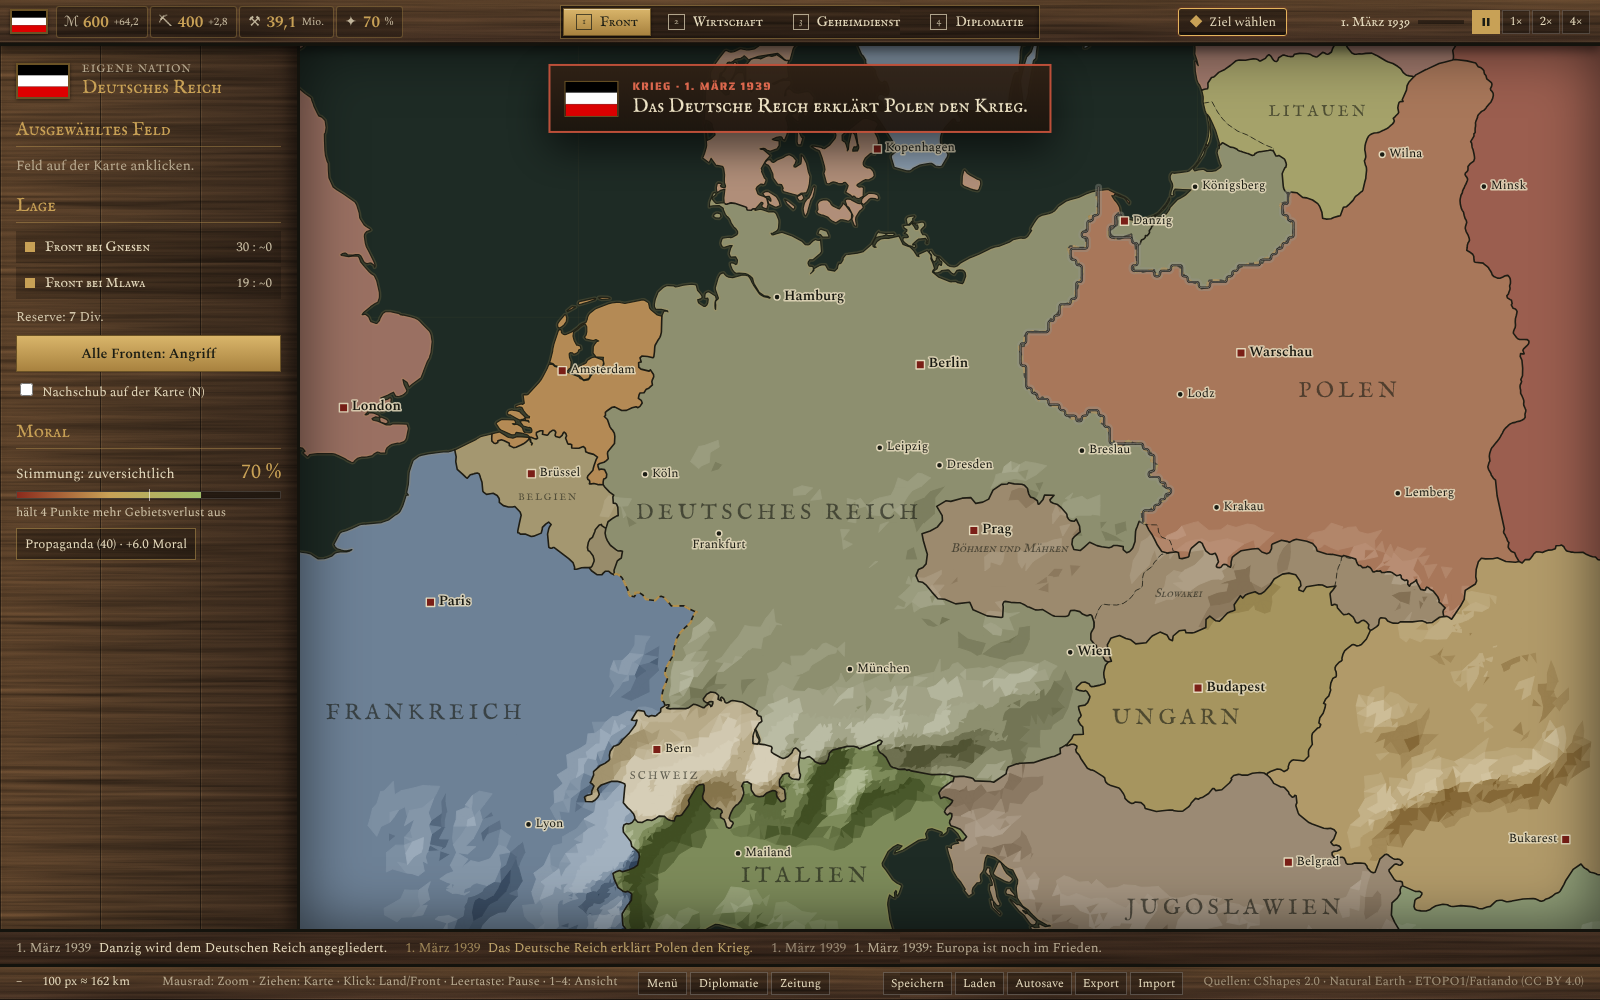 ℳ 600 +64,2
400 +2,8
39,1 Mio.
70 %
1 Front
2 Wirtschaft
3 Geheimdienst
4 Diplomatie
Ziel wählen
1. März 1939
1×
2×
4×
Eigene Nation
Deutsches Reich
Ausgewähltes Feld
Feld auf der Karte anklicken.
Lage
Front bei Gnesen 30 : ~0
Front bei Mlawa 19 : ~0
Reserve: 7 Div.
Alle Fronten: Angriff
Nachschub auf der Karte (N)
Moral
Stimmung: zuversichtlich 70 %
hält 4 Punkte mehr Gebietsverlust aus
Propaganda (40) · +6.0 Moral
KRIEG · 1. MÄRZ 1939
Das Deutsche Reich erklärt Polen den Krieg.
LITAUEN
Kopenhagen
Wilna
Königsberg
Minsk
Danzig
Hamburg
Warschau
Berlin
Amsterdam
POLEN
Lodz
London
Leipzig
Breslau
Dresden
Brüssel
Köln
BELGIEN
Lemberg
Krakau
DEUTSCHES REICH
Prag
Frankfurt
Böhmen und Mähren
Slowakei
Paris
Wien
München
Budapest
FRANKREICH
UNGARN
Bern
SCHWEIZ
Lyon
Mailand
Bukarest
Belgrad
ITALIEN
JUGOSLAWIEN
1. März 1939 Danzig wird dem Deutschen Reich angegliedert. 1. März 1939 Das Deutsche Reich erklärt Polen den Krieg. 1. März 1939 1. März 1939: Europa ist noch im Frieden.
– 100 px ≈ 162 km Mausrad: Zoom · Ziehen: Karte · Klick: Land/Front · Leertaste: Pause · 1–4: Ansicht Menü Diplomatie Zeitung Speichern Laden Autosave Export Import Quellen: CShapes 2.0 · Natural Earth · ETOPO1/Fatiando (CC BY 4.0)